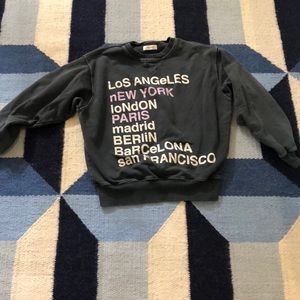 LoS ANGeLES
nEW YORK
loNdON
PARIS
madrid
BERlIN
BaRCeLONA
saN FRANCISCO